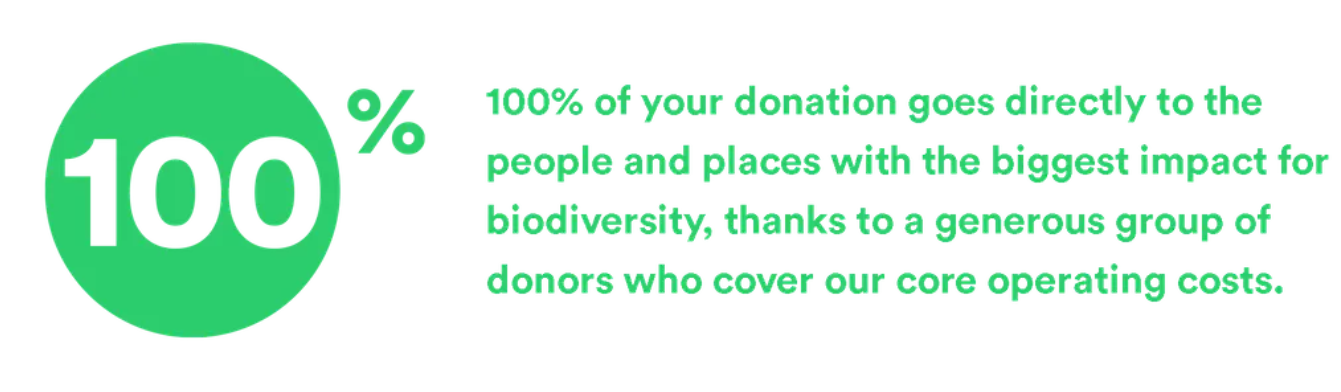 100%
100% of your donation goes directly to the
people and places with the biggest impact for
biodiversity, thanks to a generous group of
donors who cover our core operating costs.